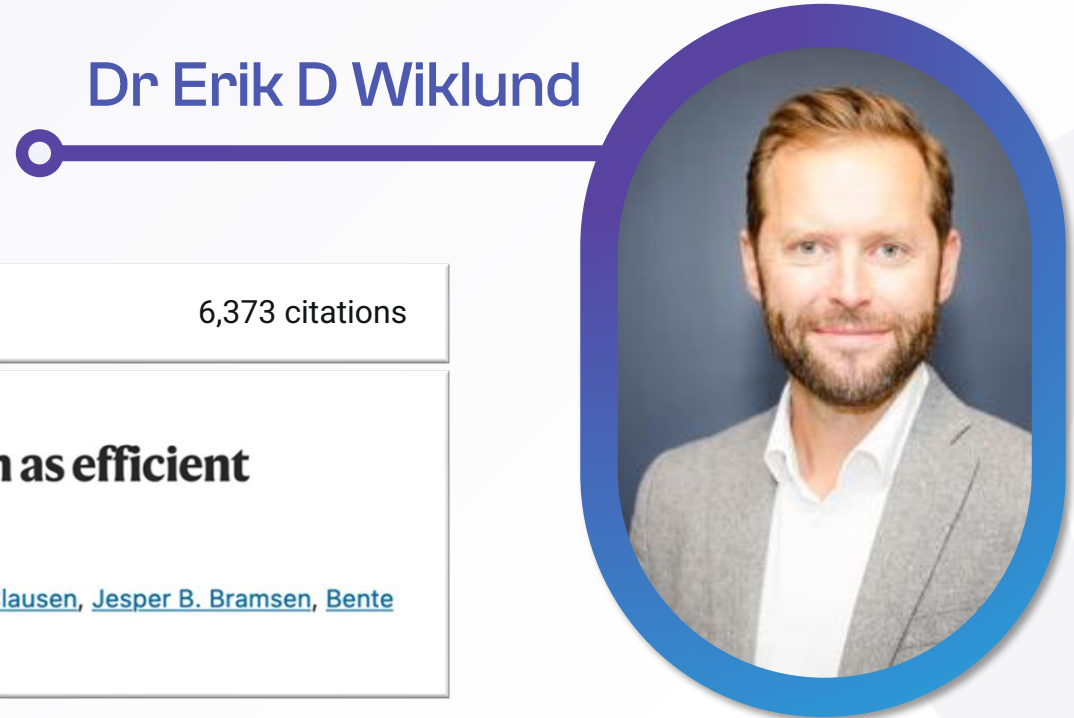 Dr Erik D Wiklund
6,373 citations
as efficient
lausen, Jesper B. Bramsen, Bente